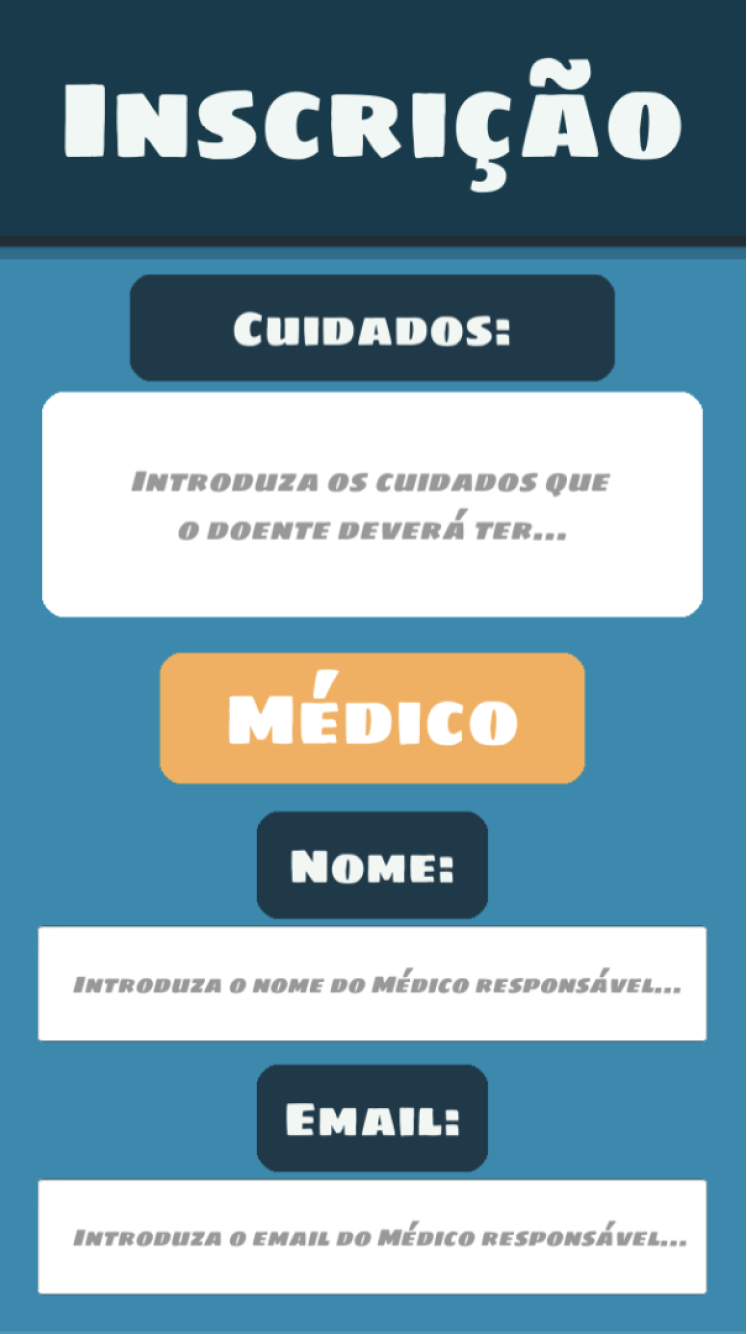 Inscrição
Cuidados:
Introduza os cuidados que
o doente deverá ter...
Médico
Nome:
Introduza o nome do Médico responsável...
Email:
Introduza o email do Médico responsável...